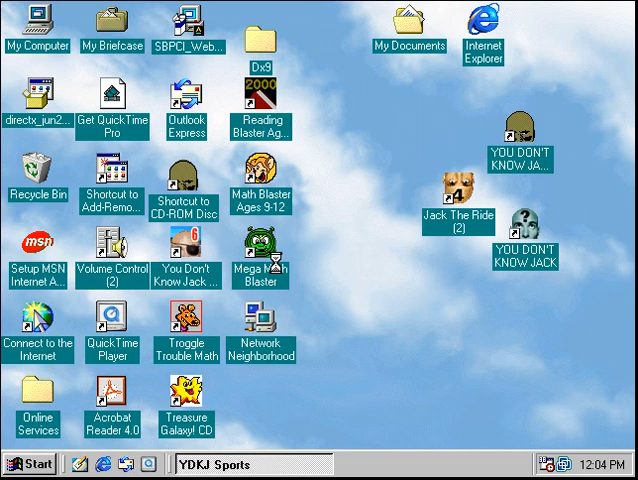 My Computer
My Briefcase
SBPCI_Web...
Dx9
My Documents
Internet
Explorer
directx_jun2...
Get QuickTime
Pro
Outlook
Express
2000
Reading
Blaster Ag...
YOU DON'T
KNOW JA...
Recycle Bin
Shortcut to
Add-Remo...
Shortcut to
CD-ROM Disc
Math Blaster
Ages 9-12
4
Jack The Ride
(2)
?
YOU DON'T
KNOW JACK
msn
Setup MSN
Internet A...
Volume Control
(2)
6
You Don't
Know Jack ...
Mega Math
Blaster
Connect to the
Internet
QuickTime
Player
Troggle
Trouble Math
Network
Neighborhood
Online
Services
Acrobat
Reader 4.0
Treasure
Galaxy! CD
Start
YDKJ Sports
12:04 PM